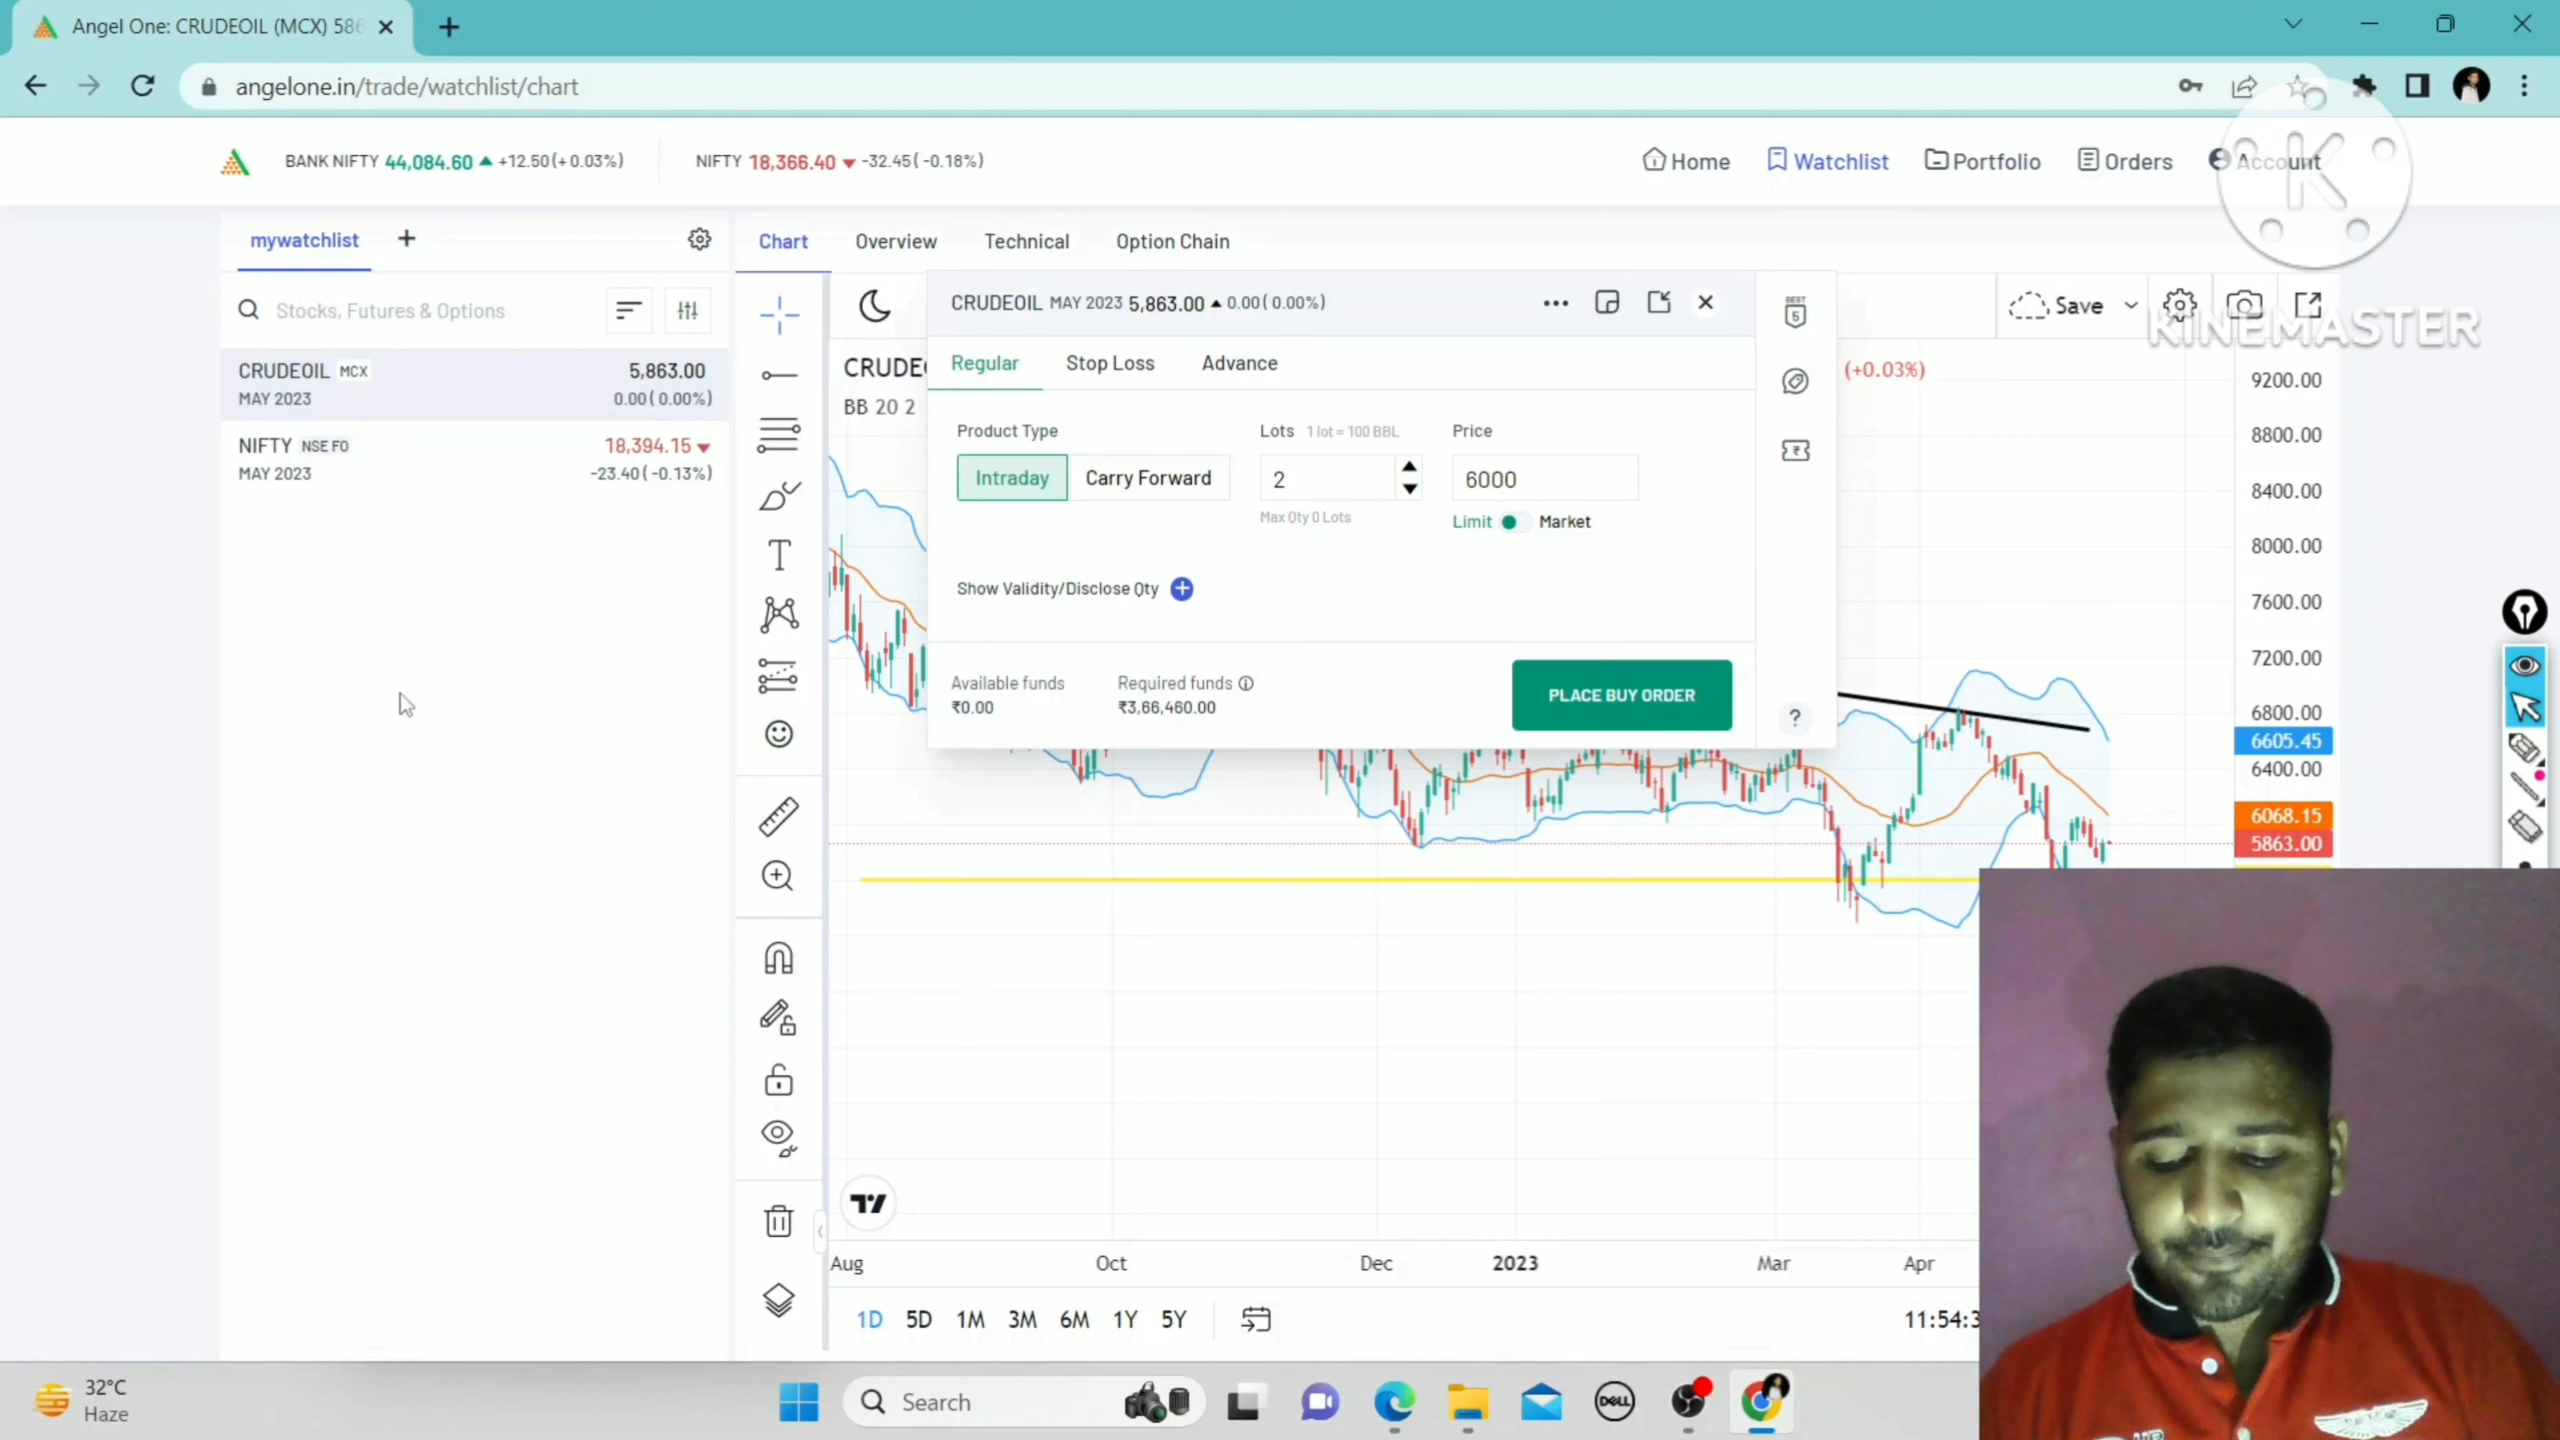 Angel One: CRUDEOIL (MCX) 586
angelone.in/trade/watchlist/chart
BANK NIFTY 44,084.60 ▲ +12.50(+0.03%)
NIFTY 18,366.40 ▼ -32.45(-0.18%)
Home Watchlist Portfolio Orders Account
K
KINEMASTER
mywatchlist +
Chart Overview Technical Option Chain
Stocks, Futures & Options
CRUDEOIL MCX 5,863.00
MAY 2023 0.00(0.00%)
NIFTY NSE FO 18,394.15 ▼
MAY 2023 -23.40(-0.13%)
CRUDE
BB 20 2
CRUDEOIL MAY 2023 5,863.00 ▲ 0.00(0.00%)
BEST
5
Save
Regular Stop Loss Advance
(+0.03%)
Product Type
Intraday Carry Forward
Lots 1 lot = 100 BBL
2
Max Qty 0 Lots
Price
6000
Limit Market
Show Validity/Disclose Qty
Available funds
₹0.00
Required funds
₹3,66,460.00
PLACE BUY ORDER
?
9200.00
8800.00
8400.00
8000.00
7600.00
7200.00
6800.00
6605.45
6400.00
6068.15
5863.00
Aug Oct Dec 2023 Mar Apr
1D 5D 1M 3M 6M 1Y 5Y
11:54:3
32°C
Haze
Search
DELL